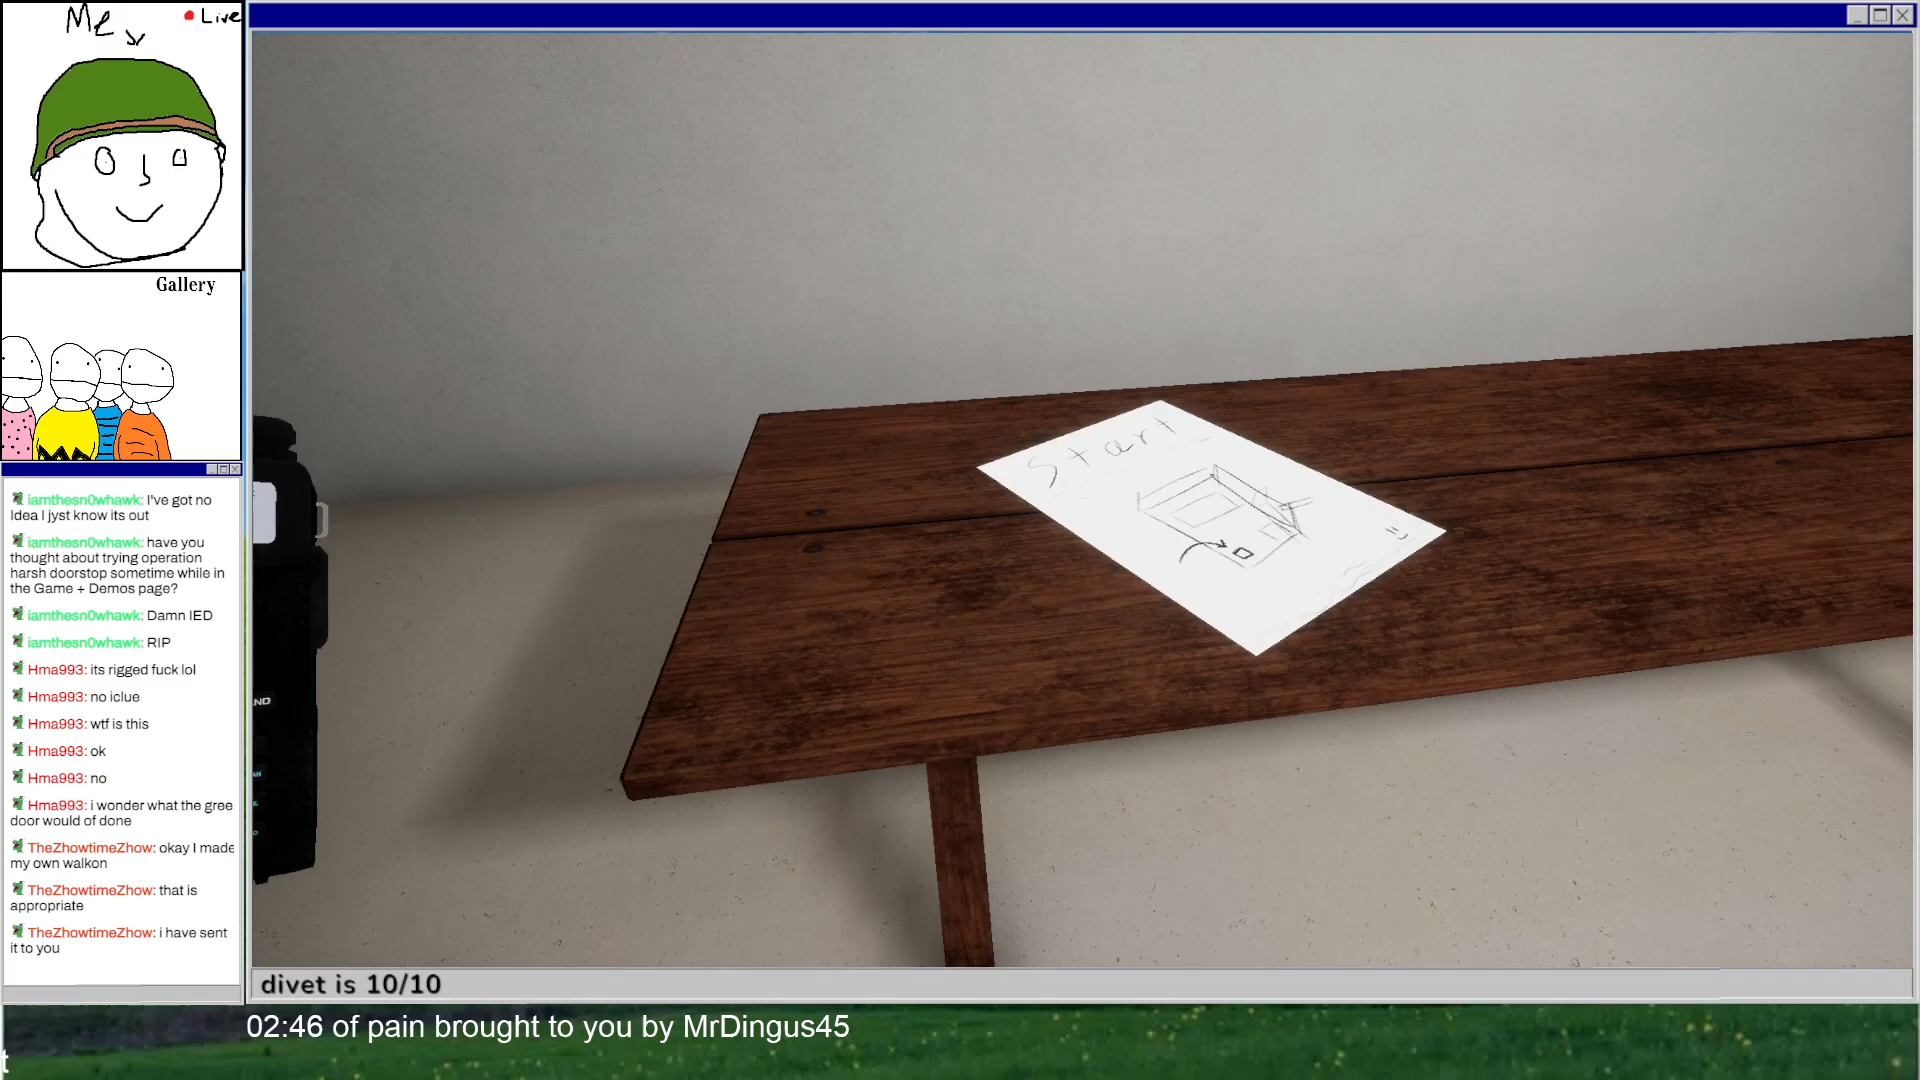 Me
Live
Gallery
iamthesn0whawk: I've got no
Idea I jyst know its out
iamthesn0whawk: have you
thought about trying operation
harsh doorstop sometime while in
the Game + Demos page?
iamthesn0whawk: Damn IED
iamthesn0whawk: RIP
Hma993: its rigged fuck lol
Hma993: no iclue
Hma993: wtf is this
Hma993: ok
Hma993: no
Hma993: i wonder what the gree
door would of done
TheZhowtimeZhow: okay I made
my own walkon
TheZhowtimeZhow: that is
appropriate
TheZhowtimeZhow: i have sent
it to you
Start
divet is 10/10
02:46 of pain brought to you by MrDingus45
t